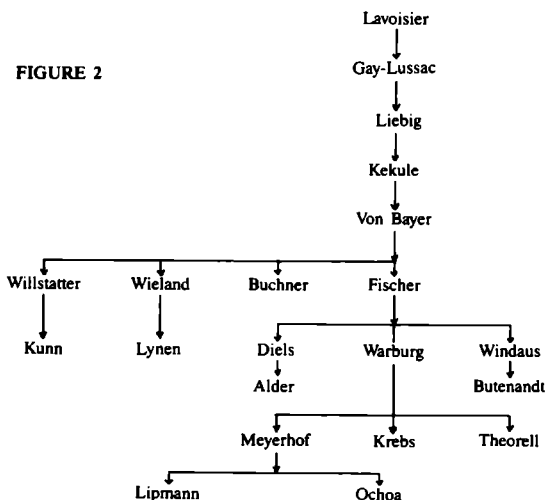 Lavoisier
FIGURE 2
Gay-Lussac
Liebig
Kekule
Von Bayer
Willstatter Wieland Buchner Fischer
Kunn Lynen Diels Warburg Windaus
Alder Butenandt
Meyerhof Krebs Theorell
Lipmann Ochoa